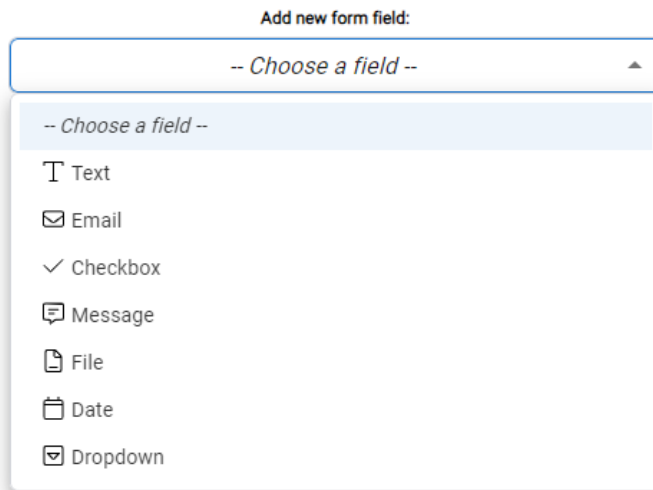 Add new form field:
-- Choose a field --
-- Choose a field --
Text
Email
Checkbox
Message
File
Date
Dropdown